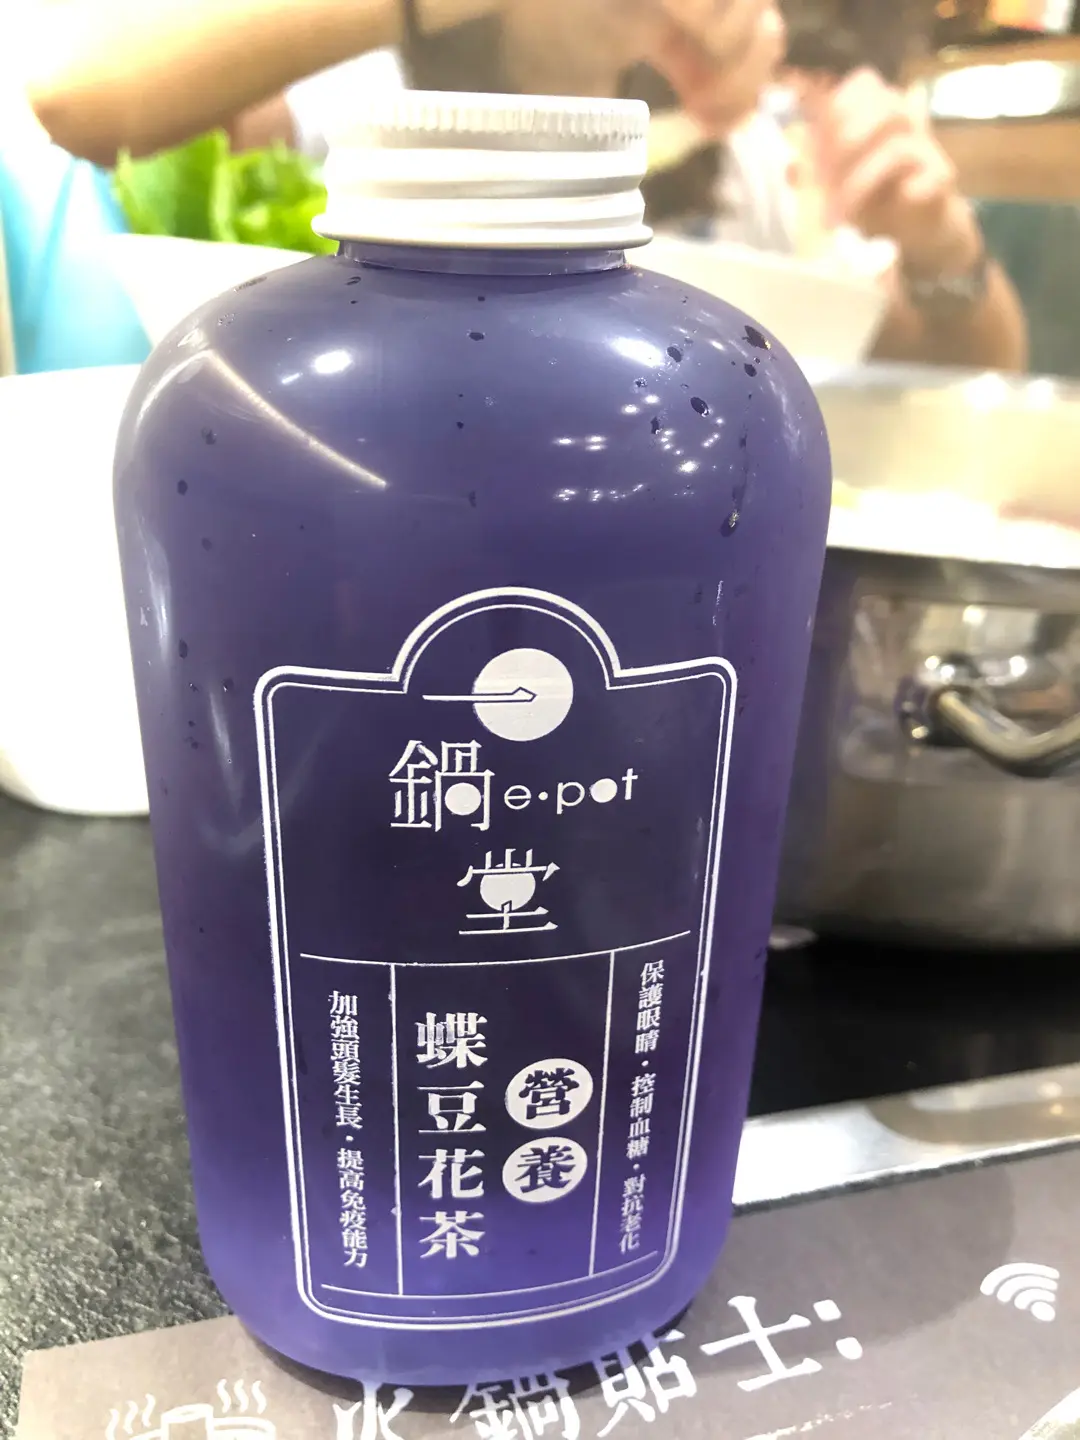 一
鍋 e·pot
堂
保護眼睛·控制血糖·對抗老化
營養
蝶豆花茶
加強頭髮生長·提高免疫能力
火鍋貼士: